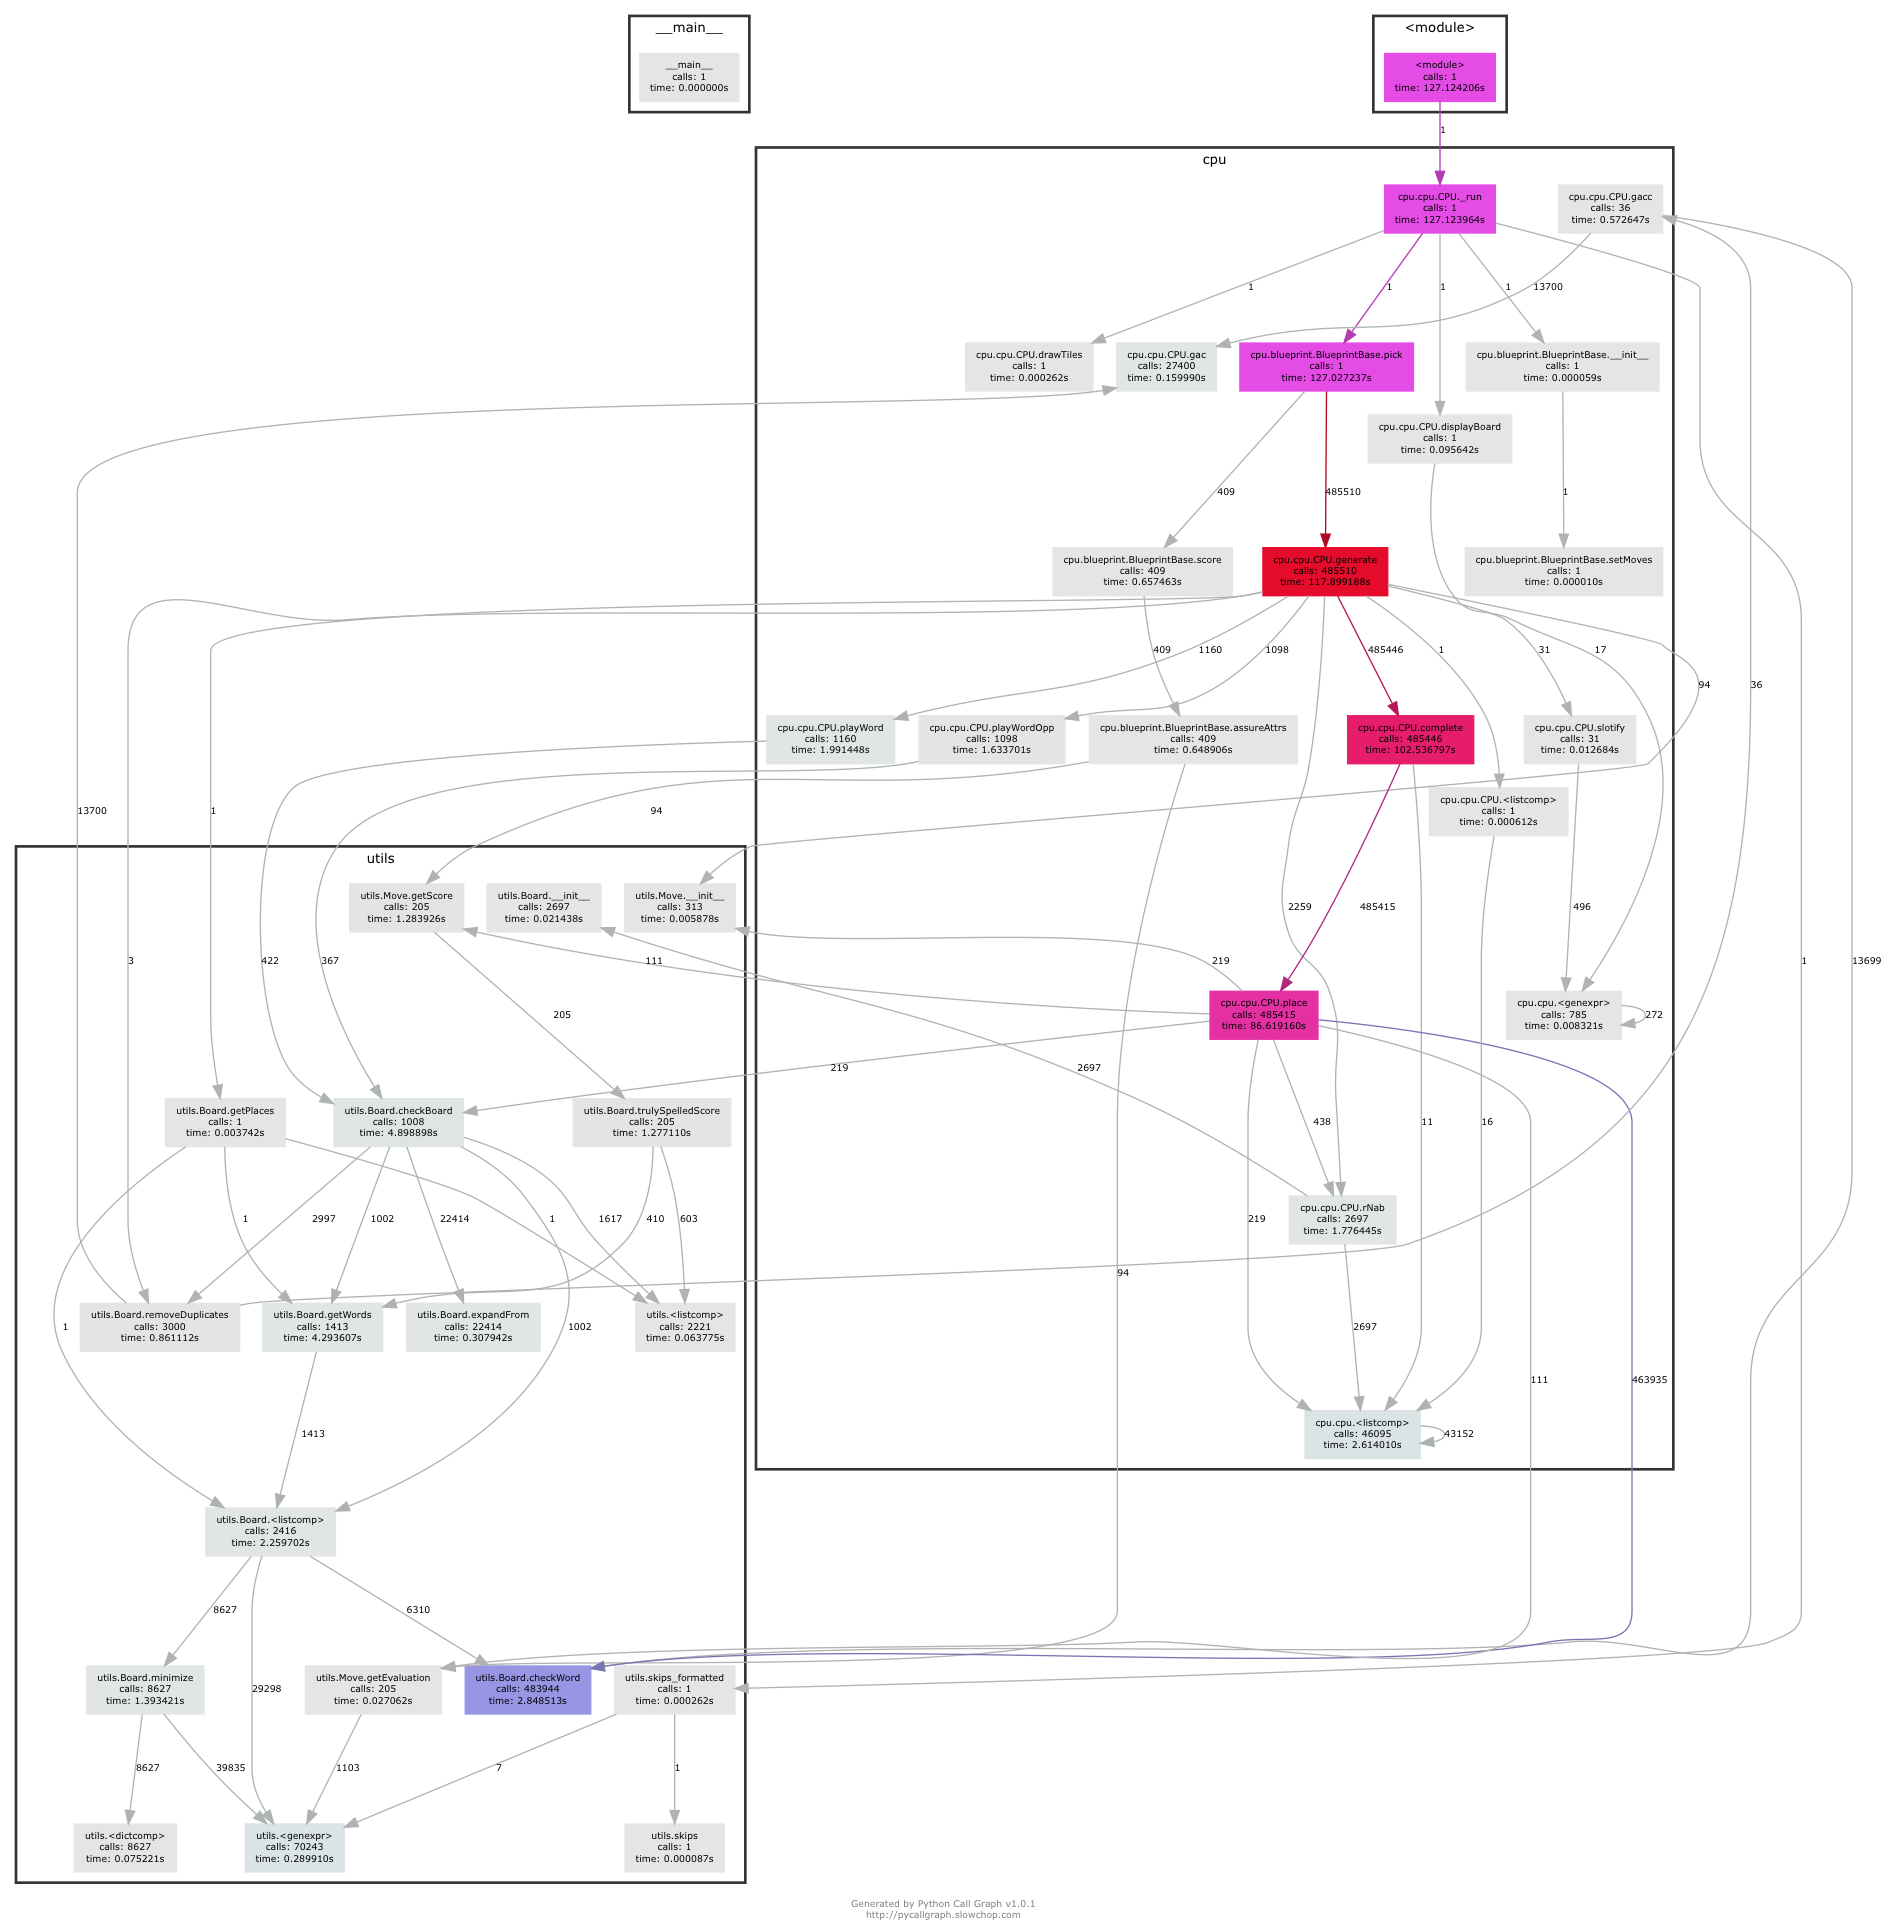 __main__
<module>
__main__
calls: 1
time: 0.000000s
<module>
calls: 1
time: 127.124206s
1
cpu
cpu.cpu.CPU._run
calls: 1
time: 127.123964s
cpu.cpu.CPU.gacc
calls: 36
time: 0.572647s
1
1
1
1
13700
cpu.cpu.CPU.drawTiles
calls: 1
time: 0.000262s
cpu.cpu.CPU.gac
calls: 27400
time: 0.159990s
cpu.blueprint.BlueprintBase.pick
calls: 1
time: 127.027237s
cpu.blueprint.BlueprintBase.__init__
calls: 1
time: 0.000059s
cpu.cpu.CPU.displayBoard
calls: 1
time: 0.095642s
409
485510
1
cpu.blueprint.BlueprintBase.score
calls: 409
time: 0.657463s
cpu.cpu.CPU.generate
calls: 485510
time: 117.899188s
cpu.blueprint.BlueprintBase.setMoves
calls: 1
time: 0.000010s
409
1160
1098
485446
1
31
17
94
36
cpu.cpu.CPU.playWord
calls: 1160
time: 1.991448s
cpu.cpu.CPU.playWordOpp
calls: 1098
time: 1.633701s
cpu.blueprint.BlueprintBase.assureAttrs
calls: 409
time: 0.648906s
cpu.cpu.CPU.complete
calls: 485446
time: 102.536797s
cpu.cpu.CPU.slotify
calls: 31
time: 0.012684s
13700
1
94
cpu.cpu.CPU.<listcomp>
calls: 1
time: 0.000612s
utils
utils.Move.getScore
calls: 205
time: 1.283926s
utils.Board.__init__
calls: 2697
time: 0.021438s
utils.Move.__init__
calls: 313
time: 0.005878s
2259
485415
496
3
422
367
111
219
1
13699
cpu.cpu.CPU.place
calls: 485415
time: 86.619160s
cpu.cpu.<genexpr>
calls: 785
time: 0.008321s
272
205
219
2697
utils.Board.getPlaces
calls: 1
time: 0.003742s
utils.Board.checkBoard
calls: 1008
time: 4.898898s
utils.Board.trulySpelledScore
calls: 205
time: 1.277110s
438
11
16
2997
1
1002
22414
1
1617
410
603
219
cpu.cpu.CPU.rNab
calls: 2697
time: 1.776445s
94
utils.Board.removeDuplicates
calls: 3000
time: 0.861112s
utils.Board.getWords
calls: 1413
time: 4.293607s
utils.Board.expandFrom
calls: 22414
time: 0.307942s
utils.<listcomp>
calls: 2221
time: 0.063775s
1
1002
2697
111
463935
1413
cpu.cpu.<listcomp>
calls: 46095
time: 2.614010s
43152
utils.Board.<listcomp>
calls: 2416
time: 2.259702s
8627
6310
utils.Board.minimize
calls: 8627
time: 1.393421s
29298
utils.Move.getEvaluation
calls: 205
time: 0.027062s
utils.Board.checkWord
calls: 483944
time: 2.848513s
utils.skips_formatted
calls: 1
time: 0.000262s
8627
39835
1103
7
1
utils.<dictcomp>
calls: 8627
time: 0.075221s
utils.<genexpr>
calls: 70243
time: 0.289910s
utils.skips
calls: 1
time: 0.000087s
Generated by Python Call Graph v1.0.1
http://pycallgraph.slowchop.com